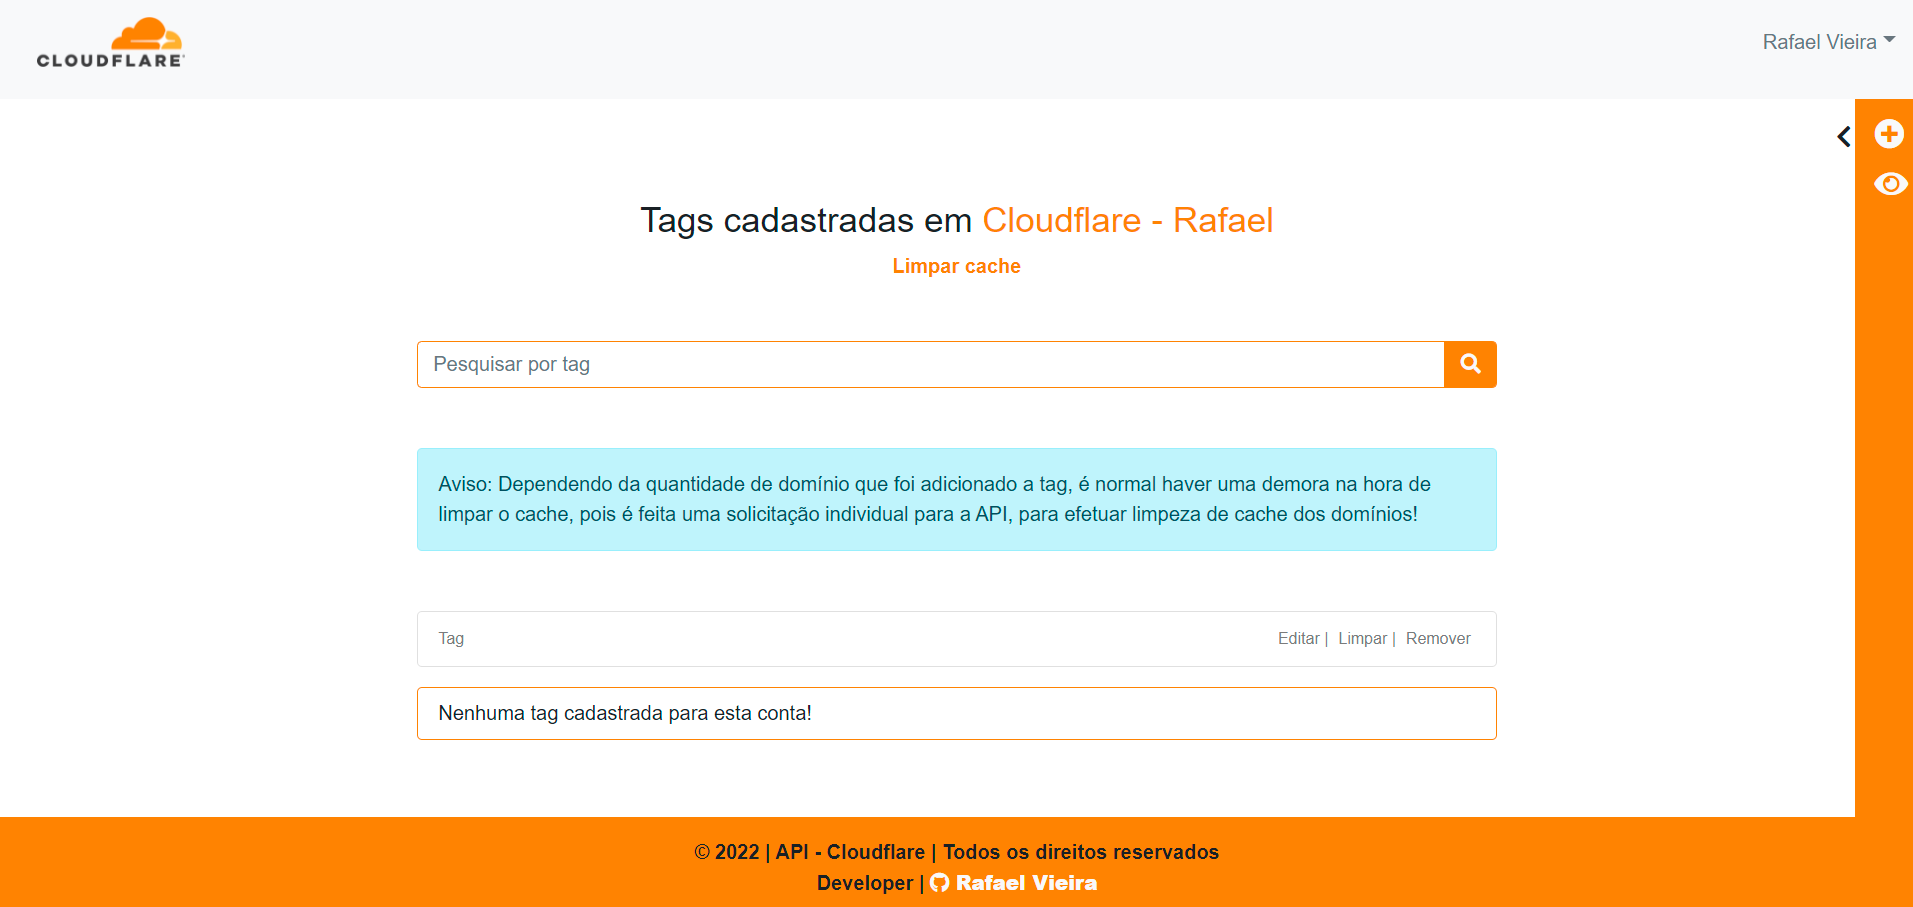 CLOUDFLARE
Rafael Vieira
Tags cadastradas em Cloudflare - Rafael
Limpar cache
Pesquisar por tag
Aviso: Dependendo da quantidade de domínio que foi adicionado a tag, é normal haver uma demora na hora de
limpar o cache, pois é feita uma solicitação individual para a API, para efetuar limpeza de cache dos domínios!
Tag Editar | Limpar | Remover
Nenhuma tag cadastrada para esta conta!
© 2022 | API - Cloudflare | Todos os direitos reservados
Developer | Rafael Vieira